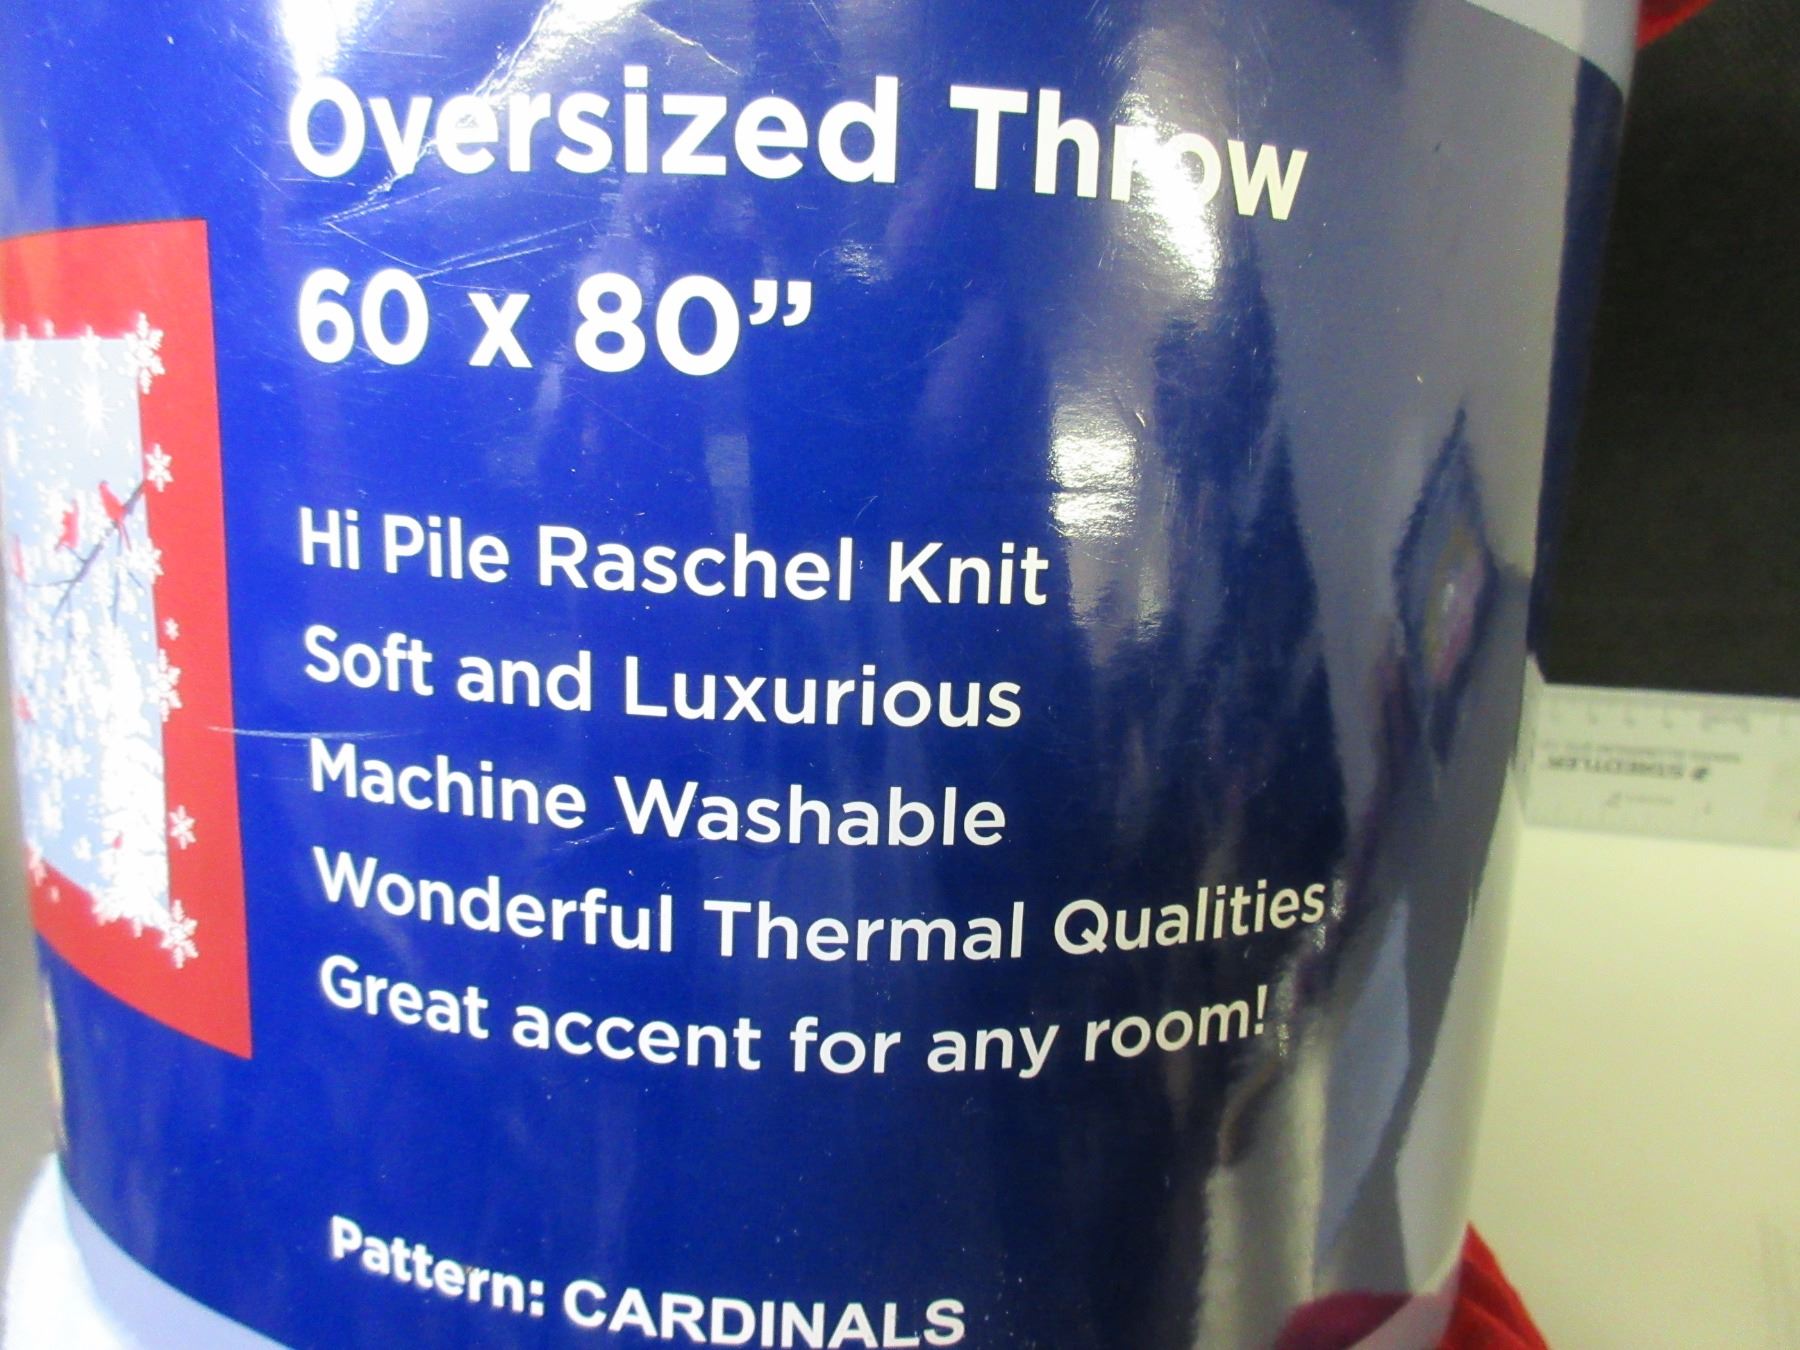 Oversized Throw
60 x 80”
Hi Pile Raschel Knit
Soft and Luxurious
Machine Washable
Wonderful Thermal Qualities
Great accent for any room!
Pattern: CARDINALS
STAEDTLER